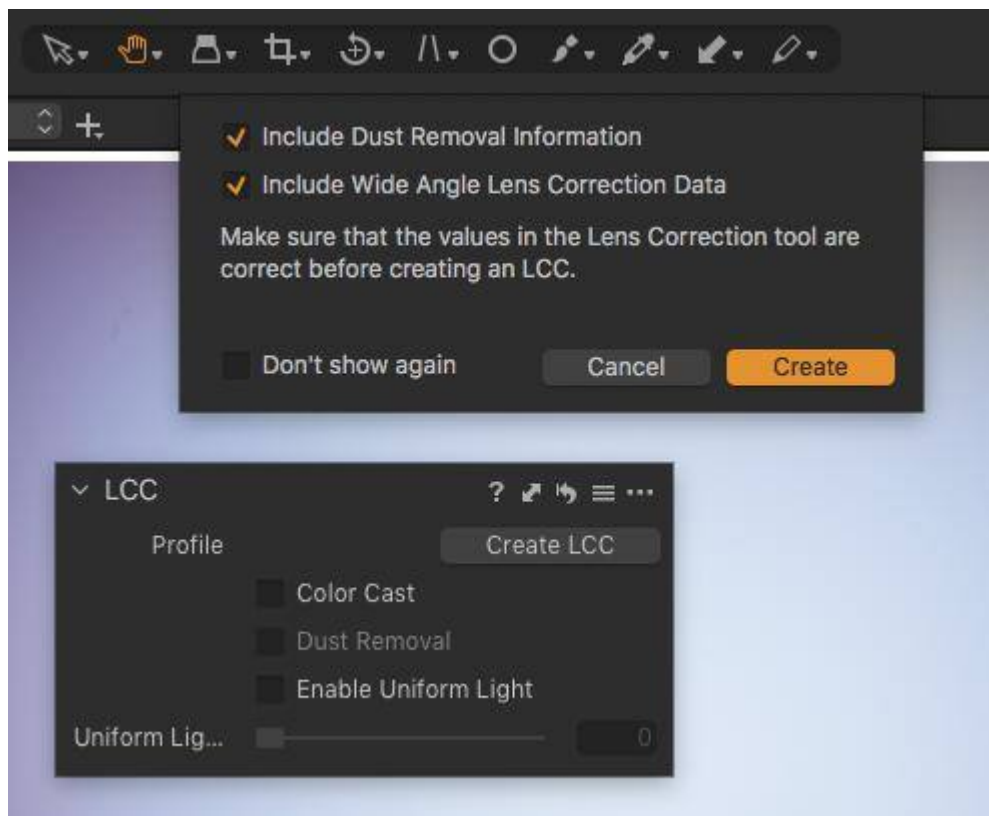 Include Dust Removal Information
Include Wide Angle Lens Correction Data
Make sure that the values in the Lens Correction tool are
correct before creating an LCC.
Don't show again
Cancel
Create
LCC
?
Profile
Create LCC
Color Cast
Dust Removal
Enable Uniform Light
Uniform Lig...
0